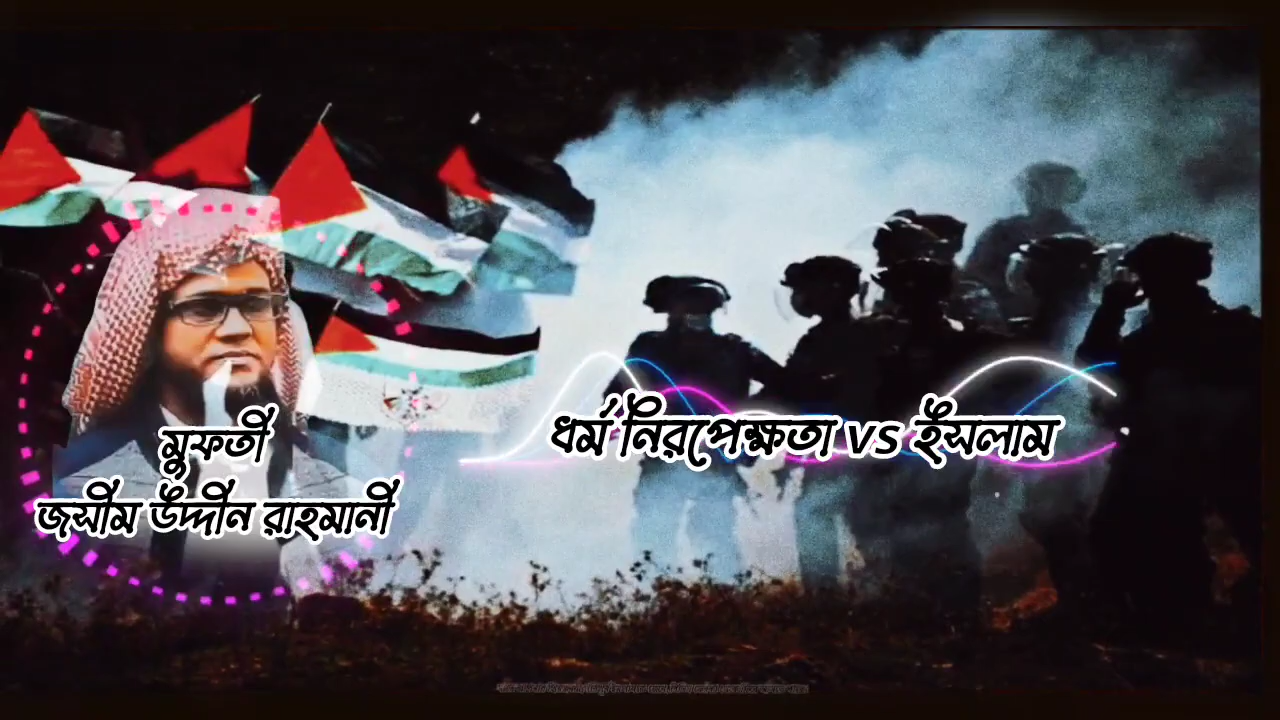 মুফতী
জসীম উদ্দীন রাহমানী
ধর্ম নিরপেক্ষতা vs ইসলাম